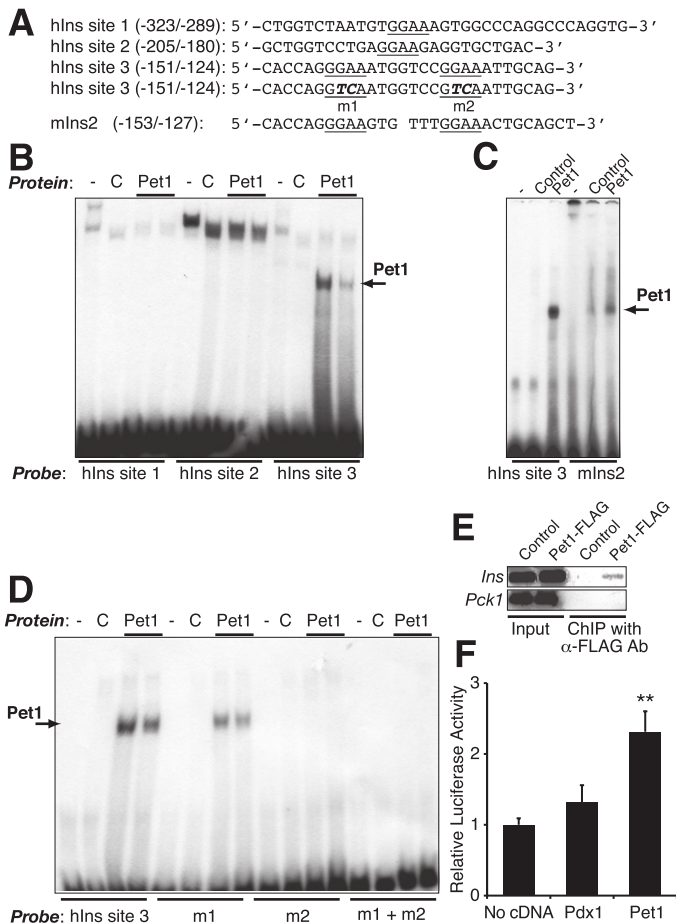 A
hIns site 1 (-323/-289): 5'-CTGGTCTAATGTGGAAAGTGGCCCAGGCCCAGGTG-3'
hIns site 2 (-205/-180): 5'-GCTGGTCCTGAGGAAGAGGTGCTGAC-3'
hIns site 3 (-151/-124): 5'-CACCAGGGAAATGGTCCGGAAATTGCAG-3'
hIns site 3 (-151/-124): 5'-CACCAGGTCAATGGTCCGTCAATTGCAG-3'
m1 m2
mIns2 (-153/-127): 5'-CACCAGGGAAGTG TTTGGAAACTGCAGCT-3'
B
Protein: - C Pet1 - C Pet1 - C Pet1
Pet1
Probe: hIns site 1 hIns site 2 hIns site 3
C
- Control Pet1 - Control Pet1
Pet1
hIns site 3 mIns2
D
Protein: - C Pet1 - C Pet1 - C Pet1 - C Pet1
Pet1
Probe: hIns site 3 m1 m2 m1 + m2
E
Control Pet1-FLAG Control Pet1-FLAG
Ins
Pck1
Input ChIP with
α-FLAG Ab
F
Relative Luciferase Activity
3
2
1
0
**
No cDNA Pdx1 Pet1